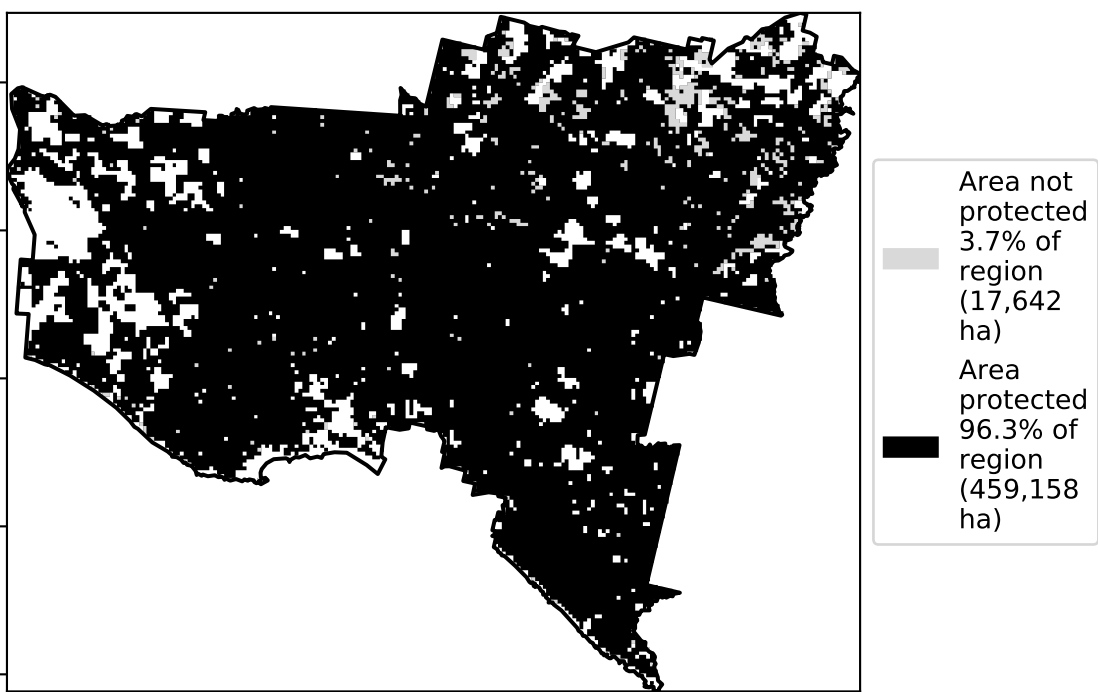 Area not
protected
3.7% of
region
(17,642
ha)
Area
protected
96.3% of
region
(459,158
ha)